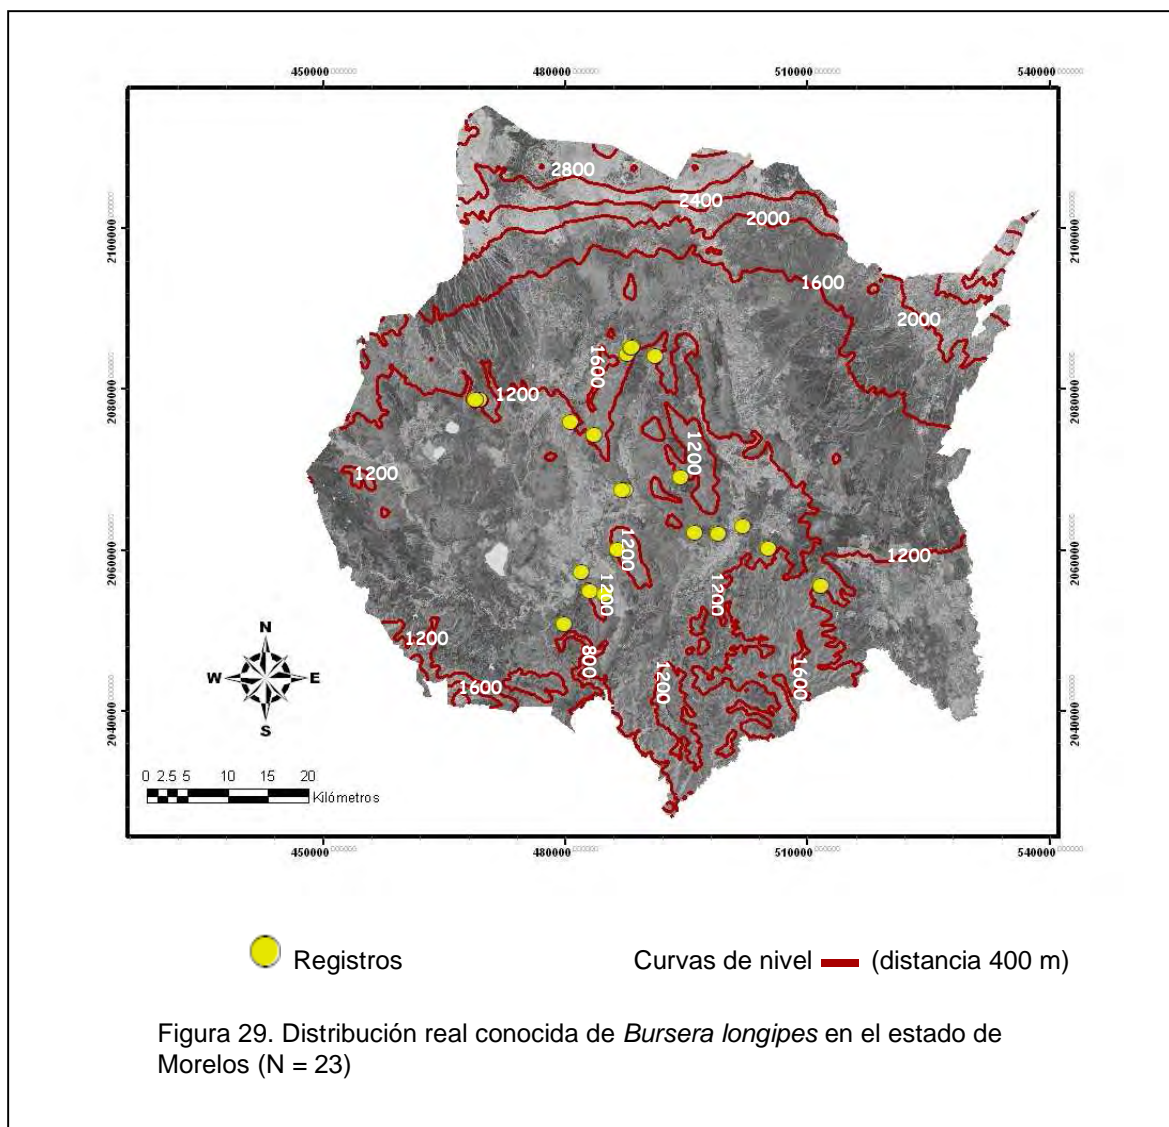 450000 480000 510000 540000
2800
2400
2000
2100000 2100000
1600
2000
1600
1200
2080000 2080000
1200
1200
1200
1200
2060000 2060000
1200 1200
1200
800 1200 1600
1600
N
W E
S
2040000 2040000
0 2.5 5 10 15 20
Kilómetros
450000 480000 510000 540000
Registros Curvas de nivel (distancia 400 m)
Figura 29. Distribución real conocida de Bursera longipes en el estado de
Morelos (N = 23)